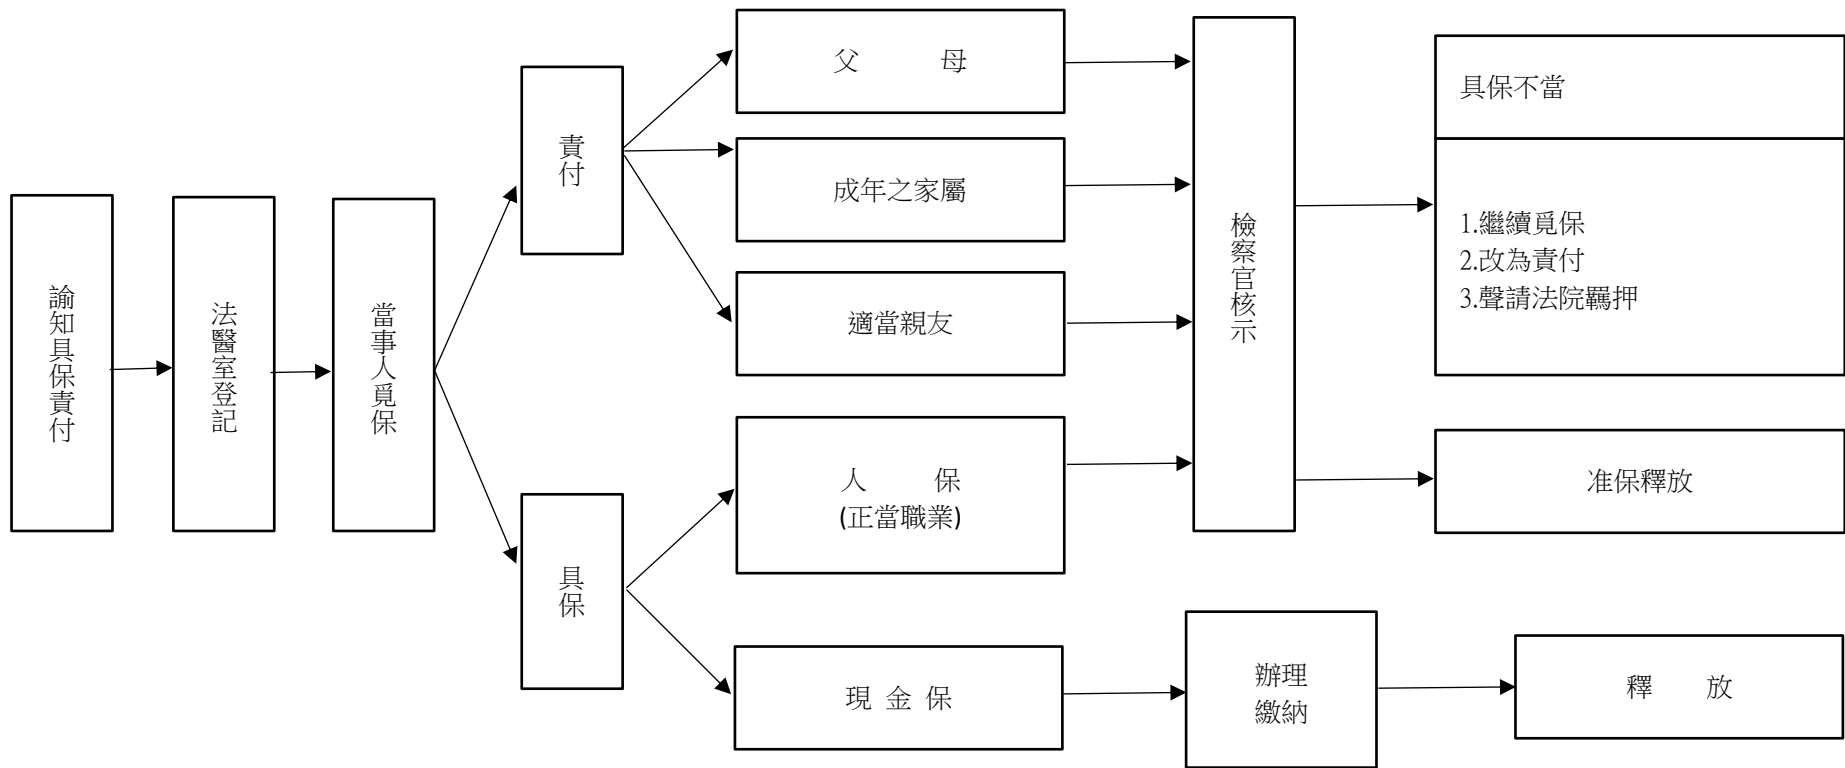 諭知具保責付
法醫室登記
當事人覓保
責付
具保
父 母
成年之家屬
適當親友
人 保
(正當職業)
現 金 保
檢察官核示
辦理
繳納
具保不當
1.繼續覓保
2.改為責付
3.聲請法院羈押
准保釋放
釋 放